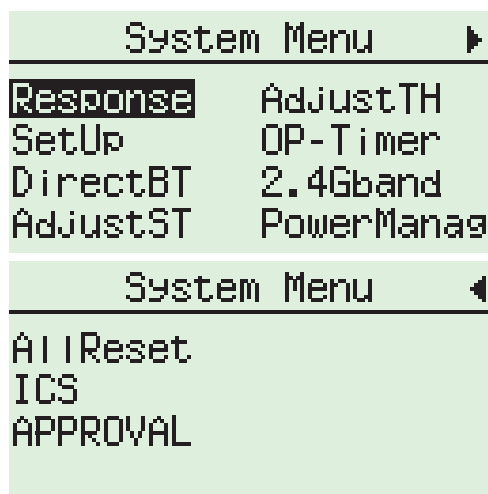 System Menu
Response AdjustTH
SetUp OP-Timer
DirectBT 2.4Gband
AdjustST PowerManag
System Menu
AllReset
ICS
APPROVAL